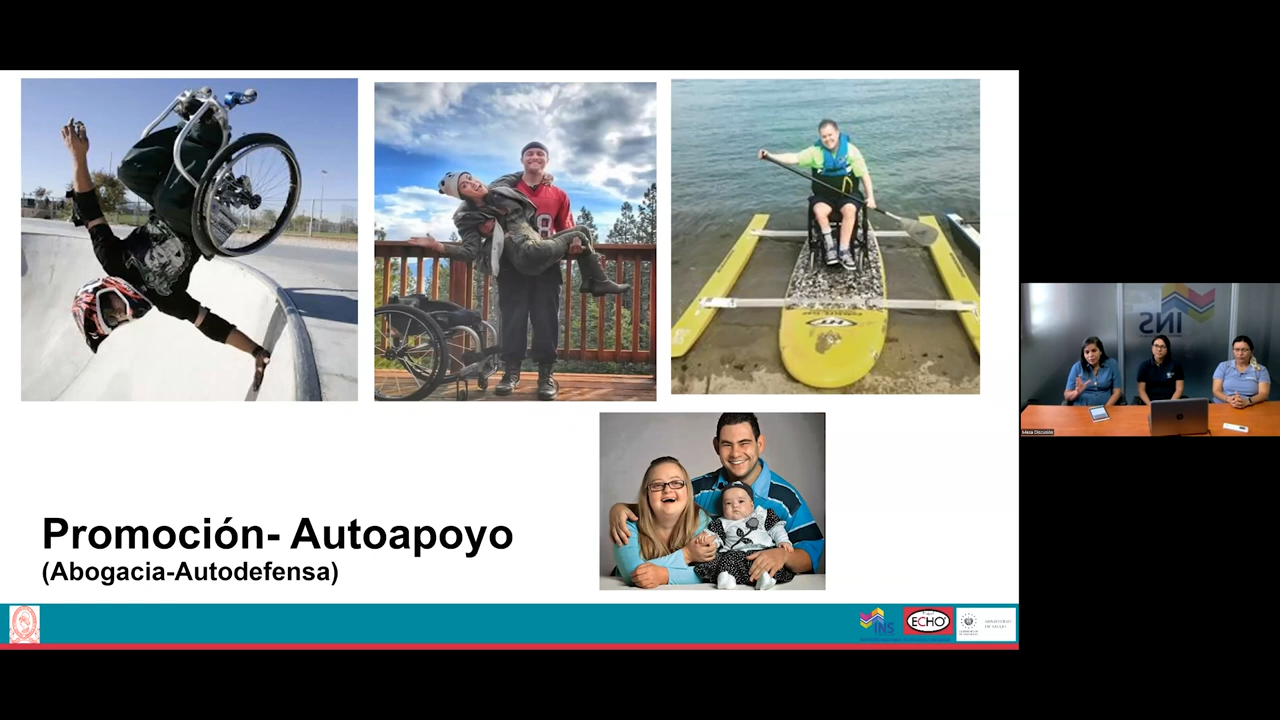 Promoción- Autoapoyo
(Abogacia-Autodefensa)
INS
ECHO
INS
Mesa Discusión